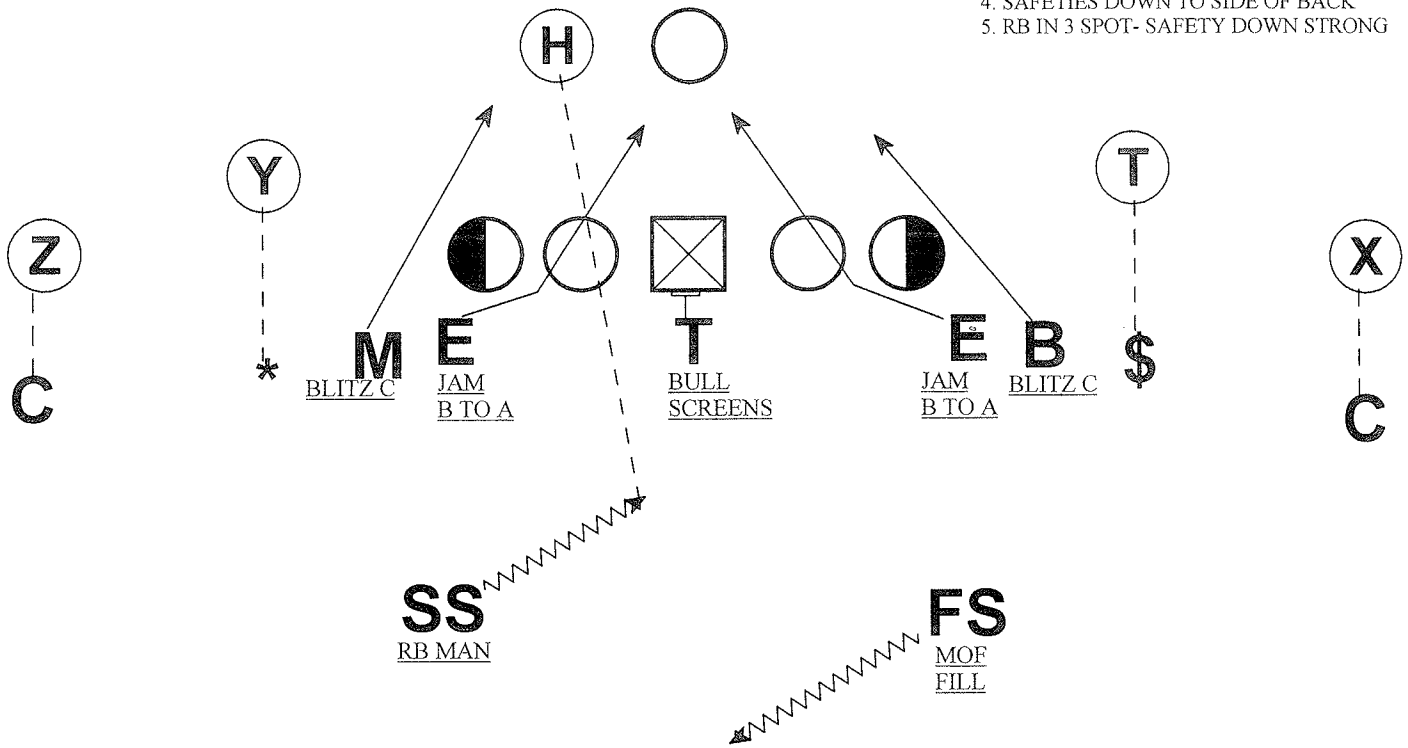 4. SAFETIES DOWN TO SIDE OF BACK
5. RB IN 3 SPOT- SAFETY DOWN STRONG
H
Y
T
Z
X
C
*
M
E
T
E
B
$
C
BLITZ C
JAM
B TO A
BULL
SCREENS
JAM
B TO A
BLITZ C
SS
RB MAN
FS
MOF
FILL